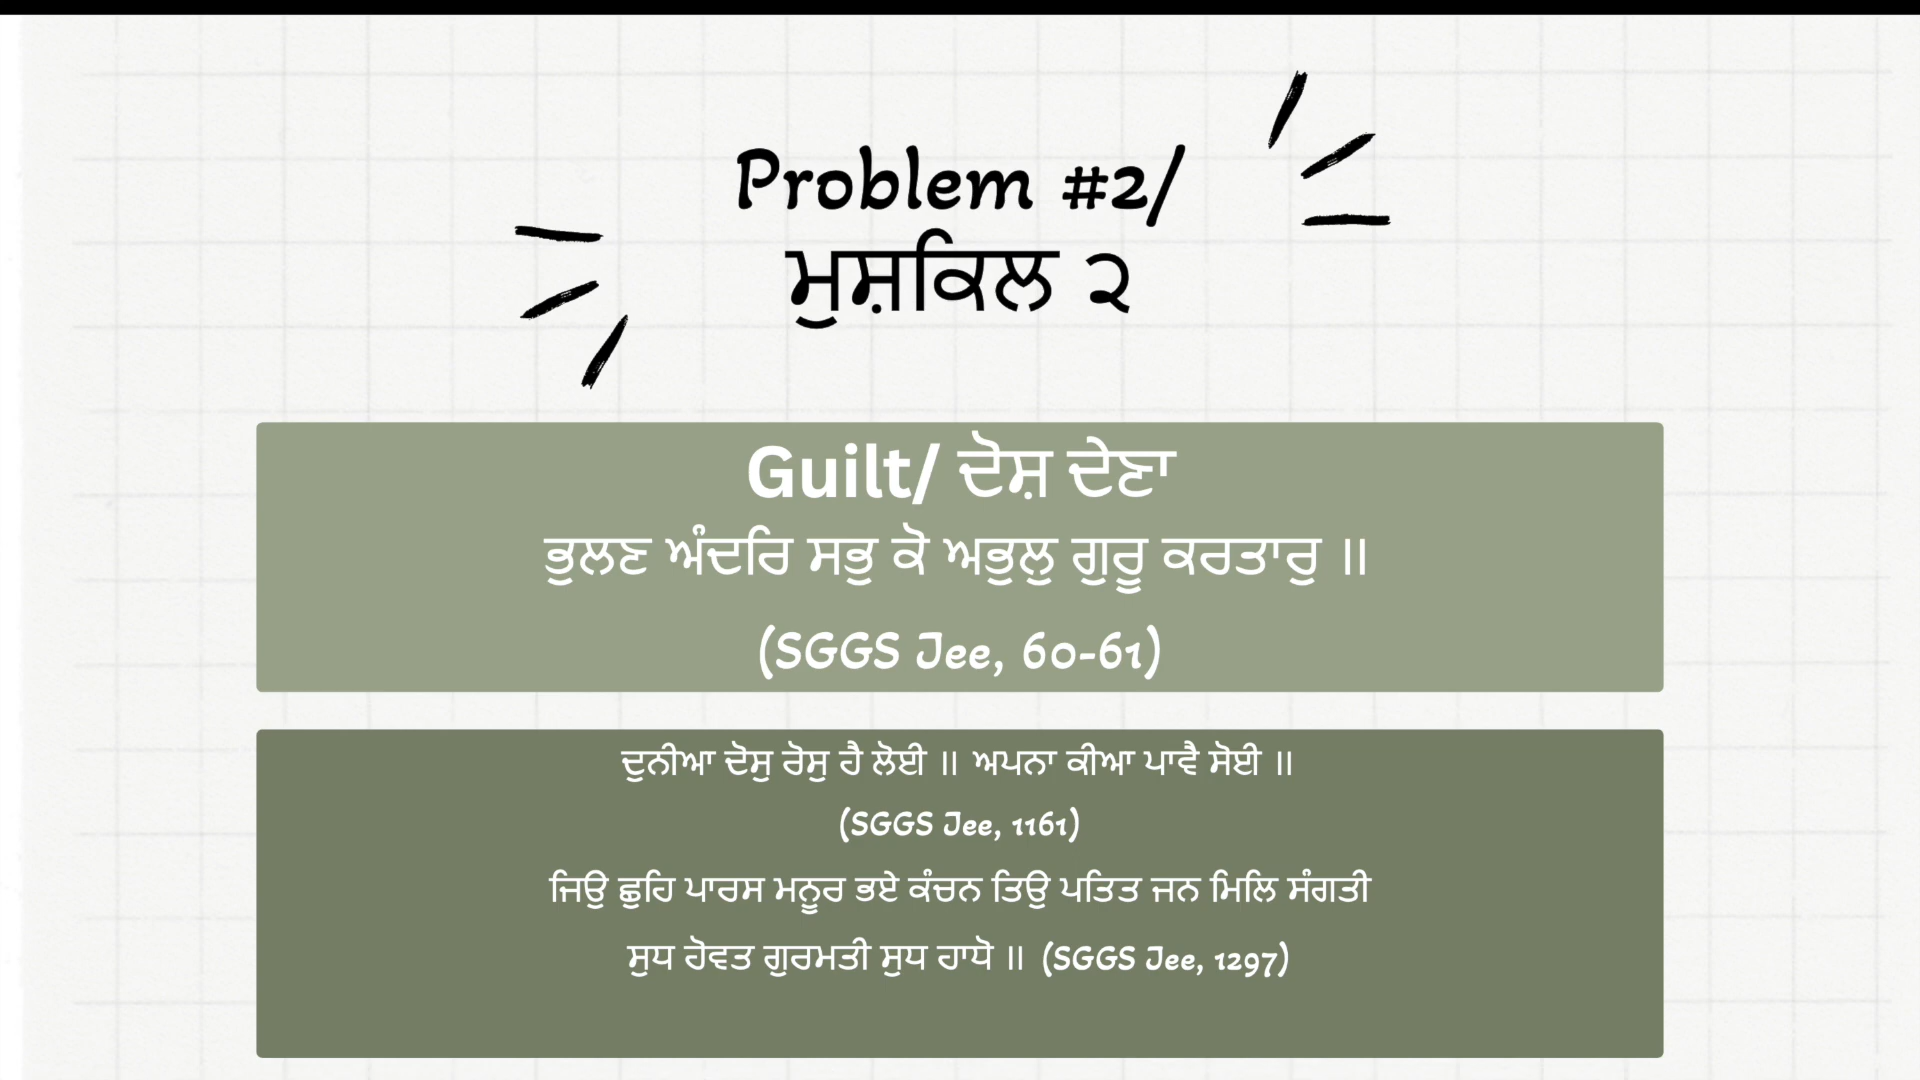 Problem #2/
ਮੁਸ਼ਕਿਲ ੨
Guilt/ ਦੋਸ਼ ਦੇਣਾ
ਭੁਲਣ ਅੰਦਰਿ ਸਭੁ ਕੋ ਅਭੁਲੁ ਗੁਰੂ ਕਰਤਾਰੁ ॥
(SGGS Jee, 60-61)
ਦੁਨੀਆ ਦੋਸੁ ਰੋਸੁ ਹੈ ਲੋਈ ॥ ਅਪਨਾ ਕੀਆ ਪਾਵੈ ਸੋਈ ॥
(SGGS Jee, 1161)
ਜਿਉ ਛੁਹਿ ਪਾਰਸ ਮਨੂਰ ਭਏ ਕੰਚਨ ਤਿਉ ਪਤਿਤ ਜਨ ਮਿਲਿ ਸੰਗਤੀ
ਸੁਧ ਹੋਵਤ ਗੁਰਮਤੀ ਸੁਧ ਹਾਧੋ ॥ (SGGS Jee, 1297)